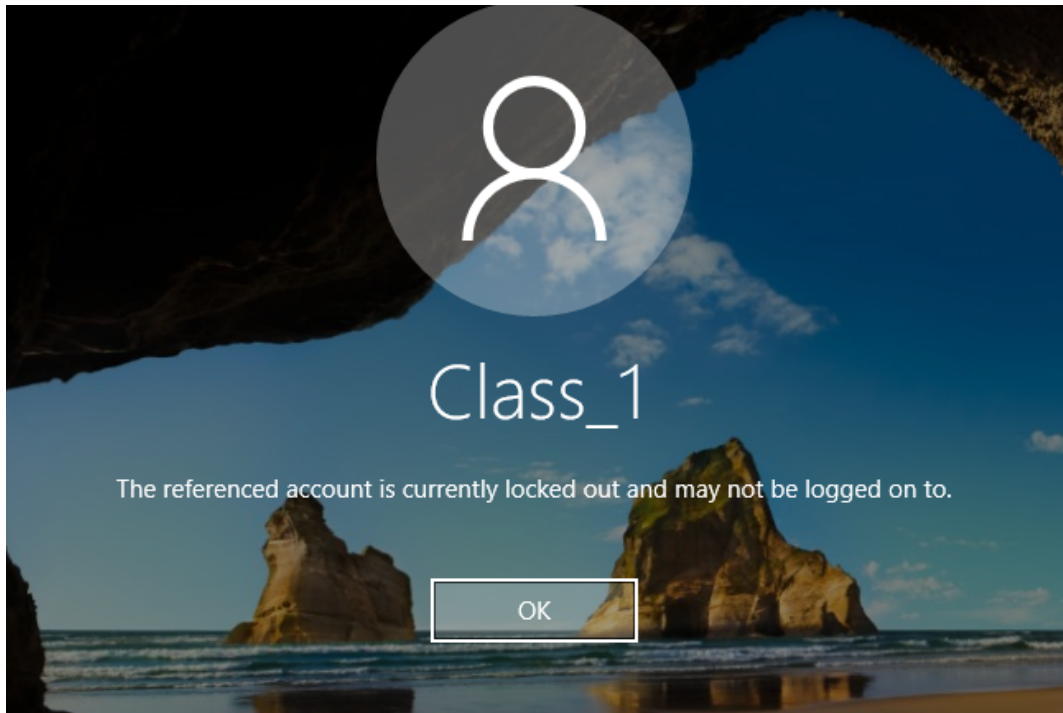 Class_1
The referenced account is currently locked out and may not be logged on to.
OK